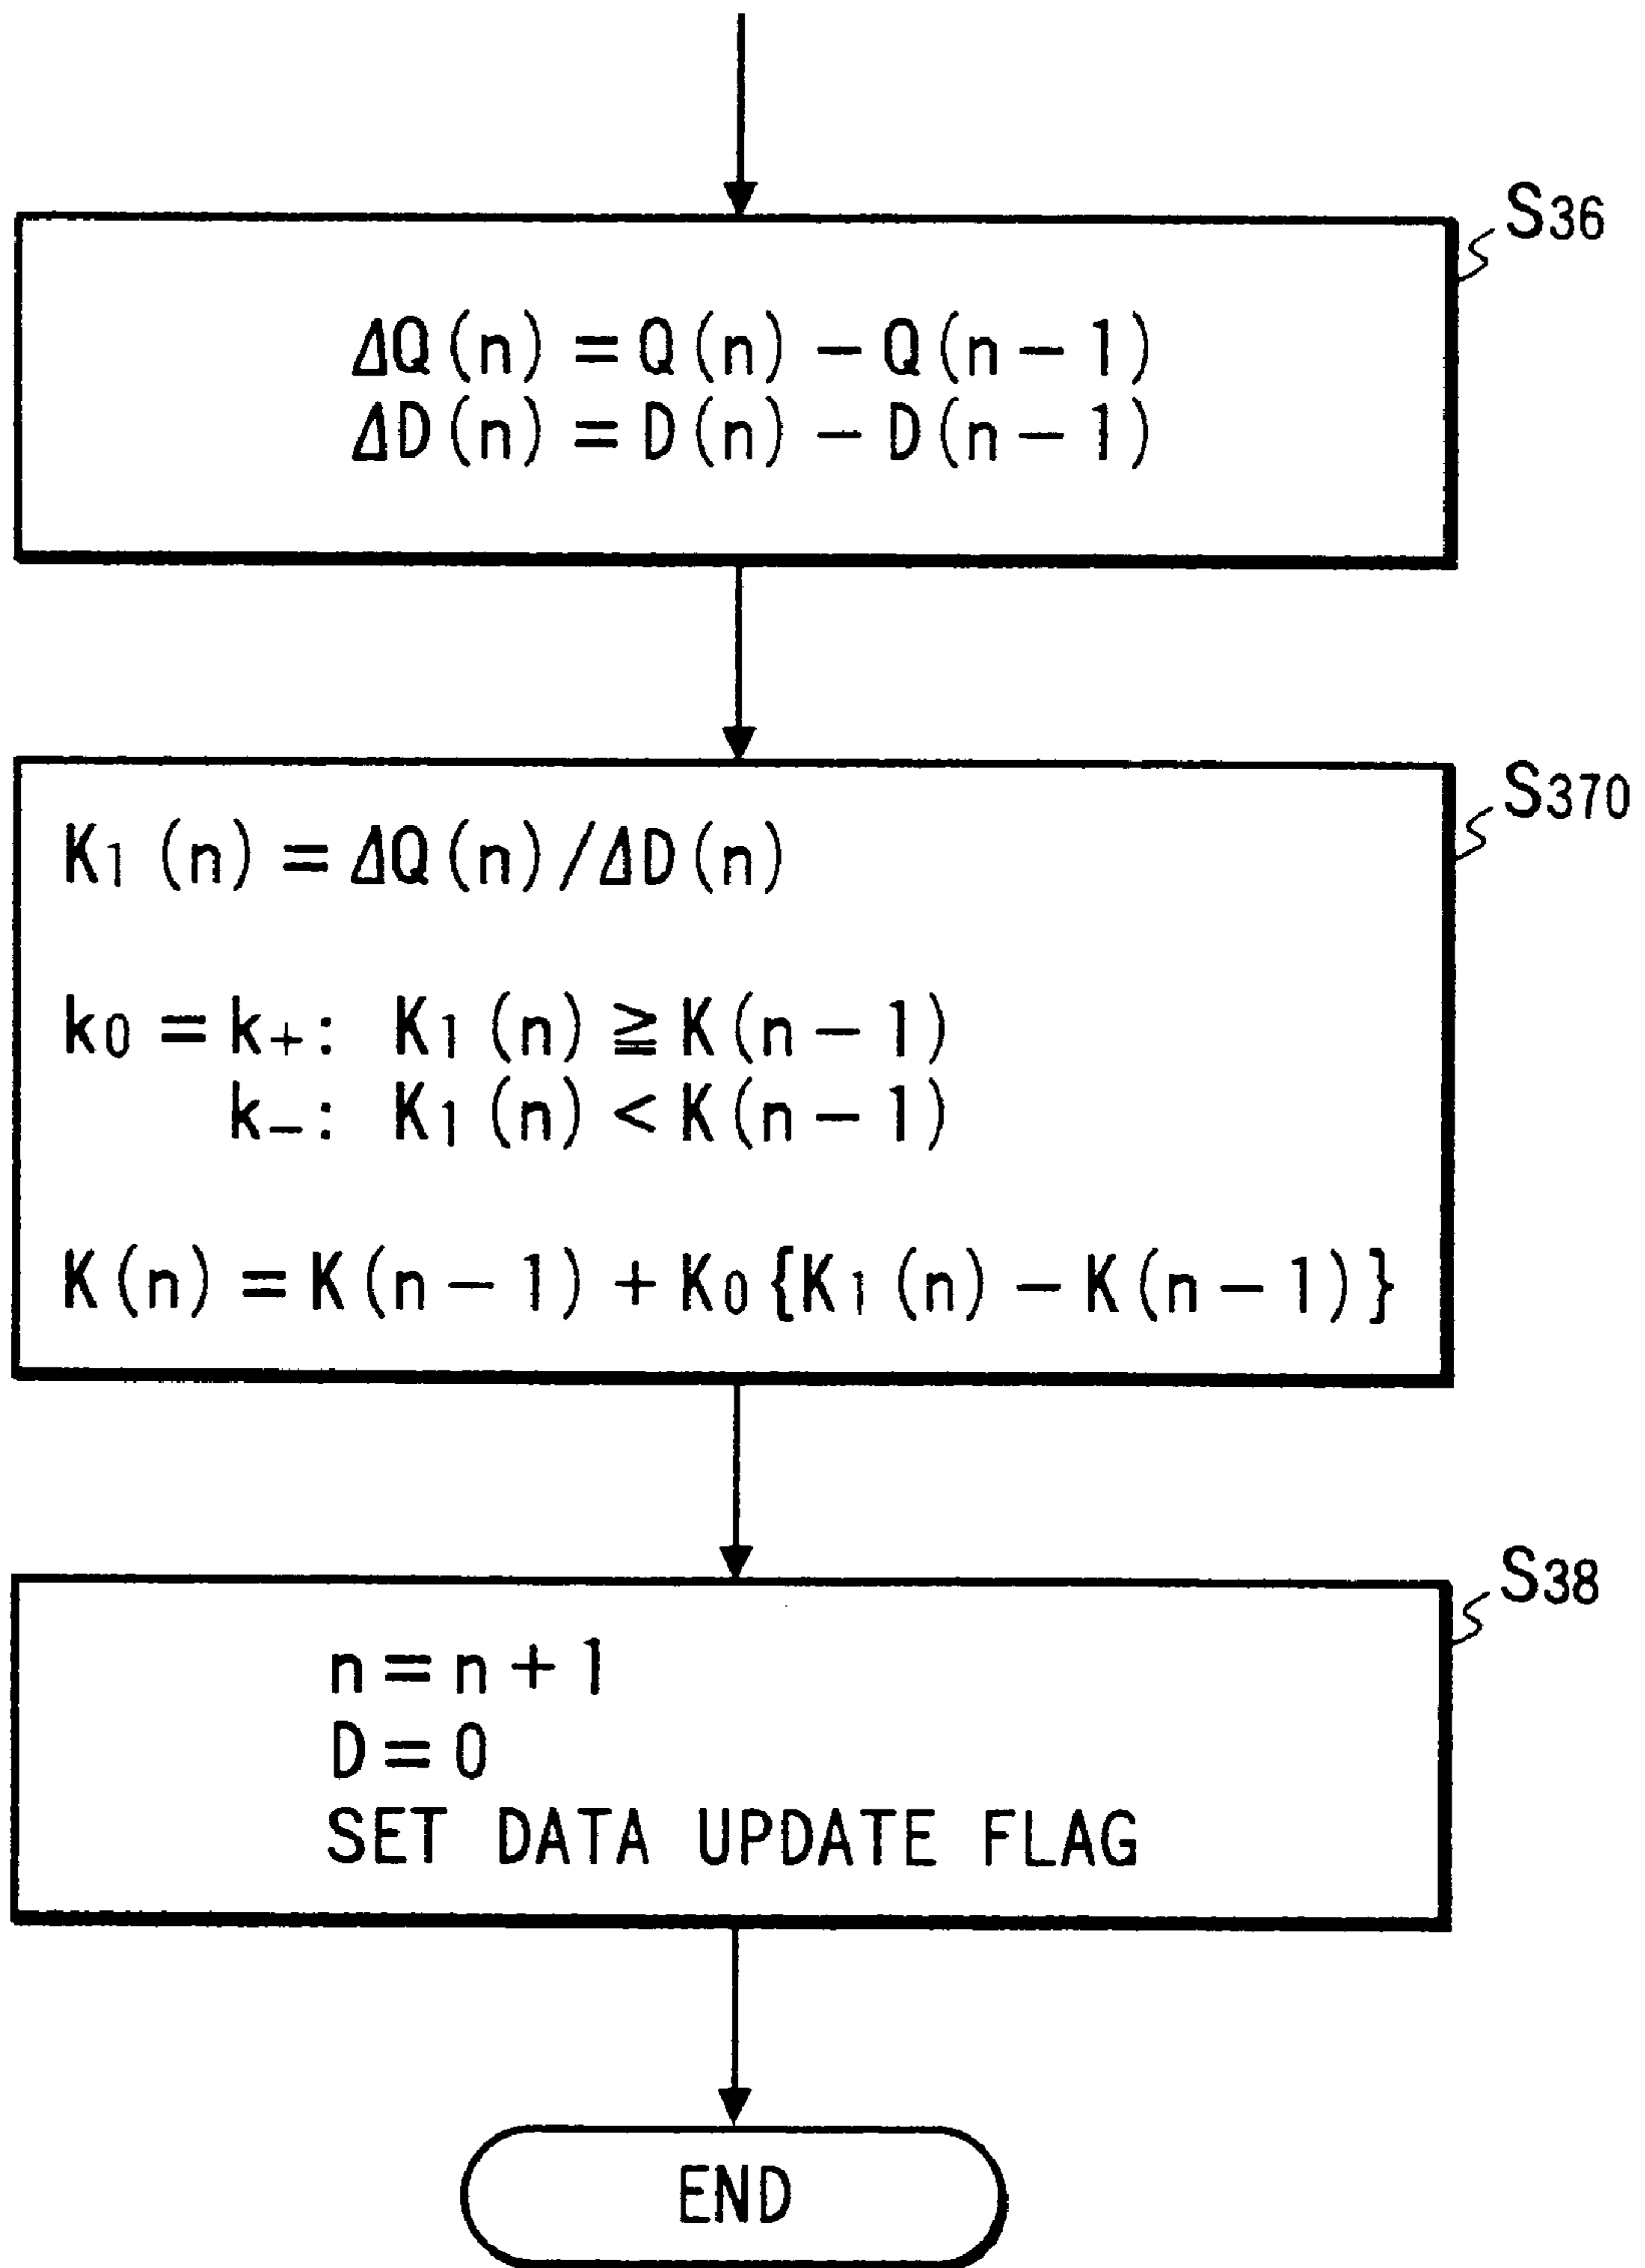 S36
ΔQ(n) = Q(n) − Q(n−1)
ΔD(n) = D(n) − D(n−1)
S370
K1(n) = ΔQ(n)/ΔD(n)
k0 = k+: K1(n) ≧ K(n−1)
k−: K1(n) < K(n−1)
K(n) = K(n−1) + K0{K1(n) − K(n−1)}
S38
n = n + 1
D = 0
SET DATA UPDATE FLAG
END